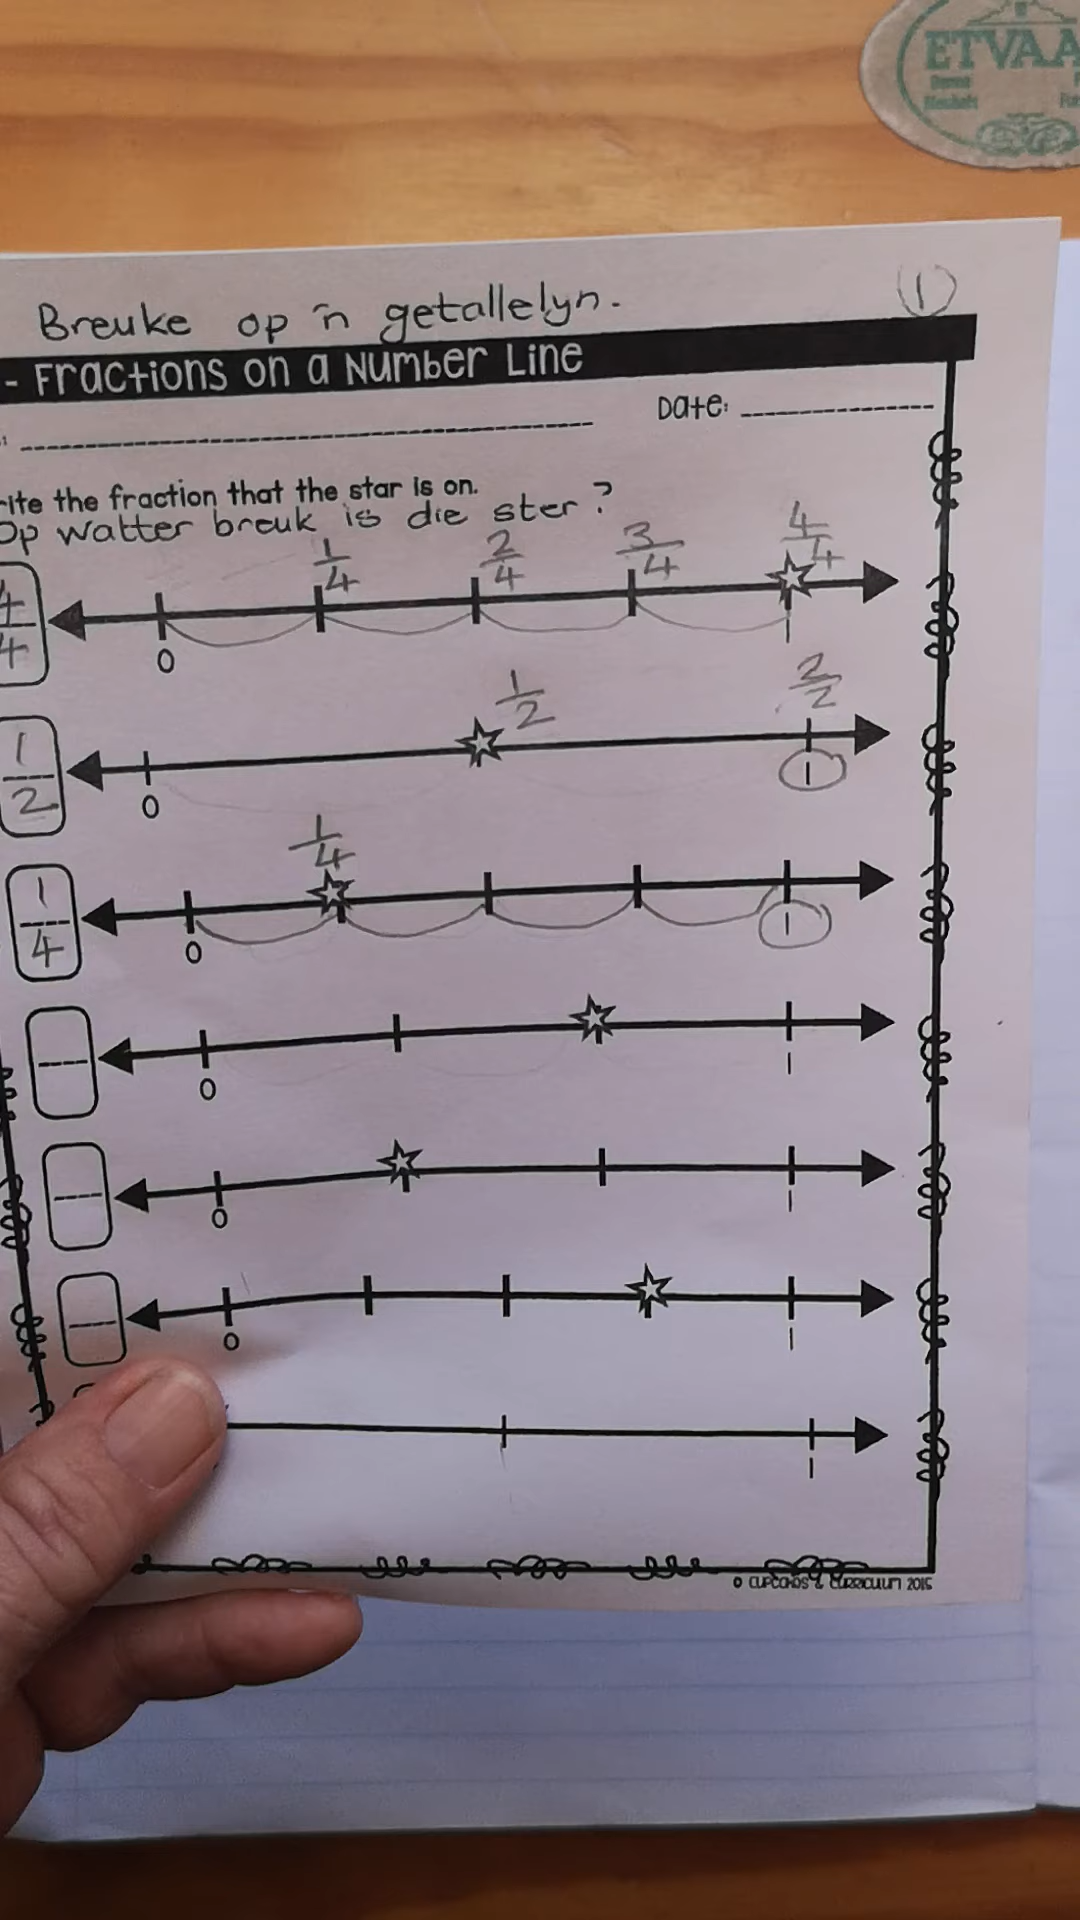 ETVAA
Breuke op 'n getallelyn.
1
- Fractions on a Number Line
Date:
rite the fraction that the star is on.
Op watter breuk is die ster?
1/4 2/4 3/4 4/4
4/4
0 1
1/2 2/2
1/2
0 1
1/4
1/4
0 1
0 1
0 1
0 1
1
© Cupcakes & Curriculum 2015